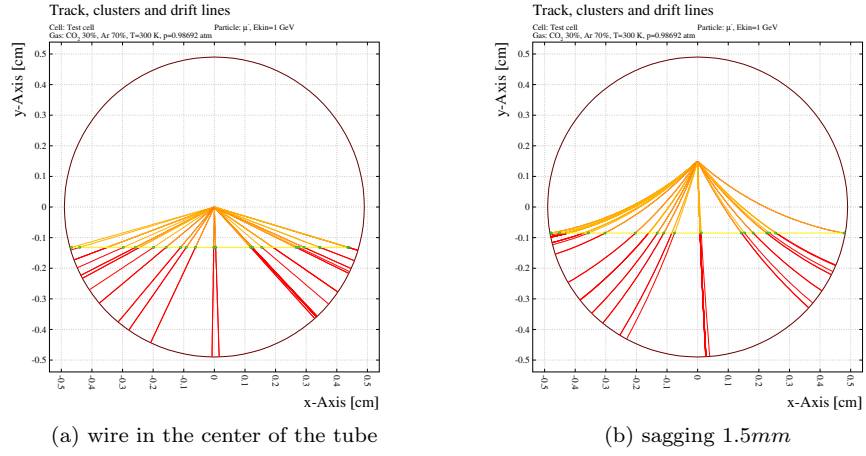 Track, clusters and drift lines
Cell: Test cell
Particle: μ⁻, Ekin=1 GeV
Gas: CO₂ 30%, Ar 70%, T=300 K, p=0.98692 atm
y-Axis [cm]
0.5
0.4
0.3
0.2
0.1
0
-0.1
-0.2
-0.3
-0.4
-0.5
-0.5 -0.4 -0.3 -0.2 -0.1 0 0.1 0.2 0.3 0.4 0.5
x-Axis [cm]
(a) wire in the center of the tube
Track, clusters and drift lines
Cell: Test cell
Particle: μ⁻, Ekin=1 GeV
Gas: CO₂ 30%, Ar 70%, T=300 K, p=0.98692 atm
y-Axis [cm]
0.5
0.4
0.3
0.2
0.1
0
-0.1
-0.2
-0.3
-0.4
-0.5
-0.5 -0.4 -0.3 -0.2 -0.1 0 0.1 0.2 0.3 0.4 0.5
x-Axis [cm]
(b) sagging 1.5mm